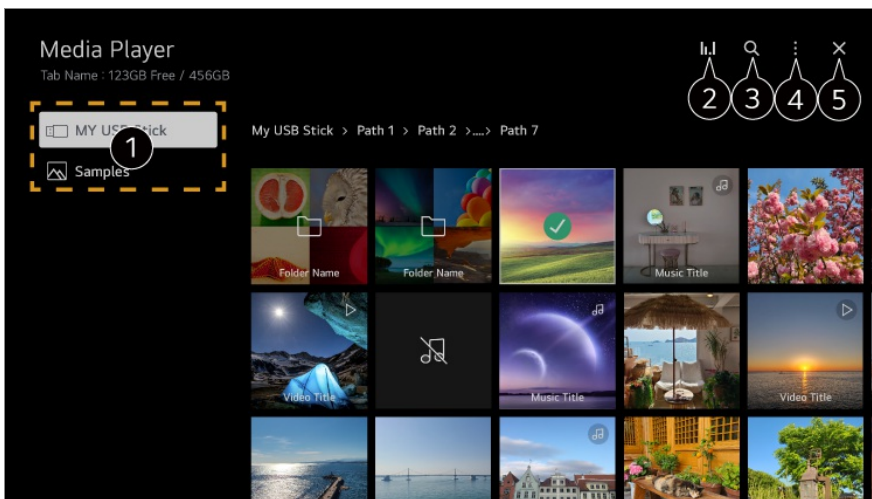 Media Player
Tab Name : 123GB Free / 456GB
2 3 4 5
MY USB Stick
1
Samples
My USB Stick > Path 1 > Path 2 >....> Path 7
Folder Name
Folder Name
Music Title
Video Title
Music Title
Video Title